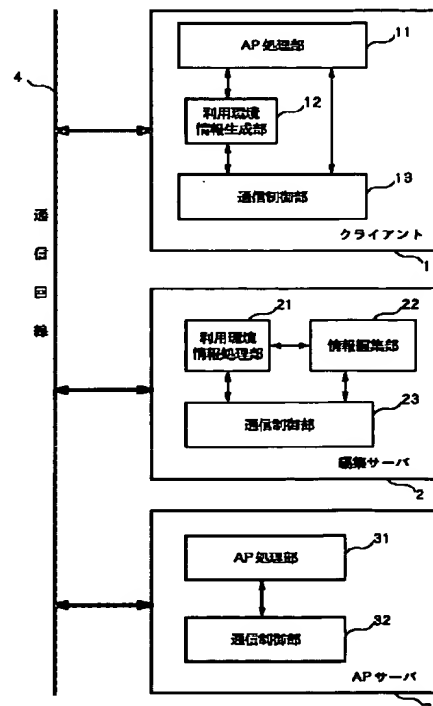 4
通信回線
AP処理部
11
利用環境
情報生成部
12
通信制御部
13
クライアント
1
利用環境
情報処理部
21
情報編集部
22
通信制御部
23
編集サーバ
2
AP処理部
31
通信制御部
32
APサーバ